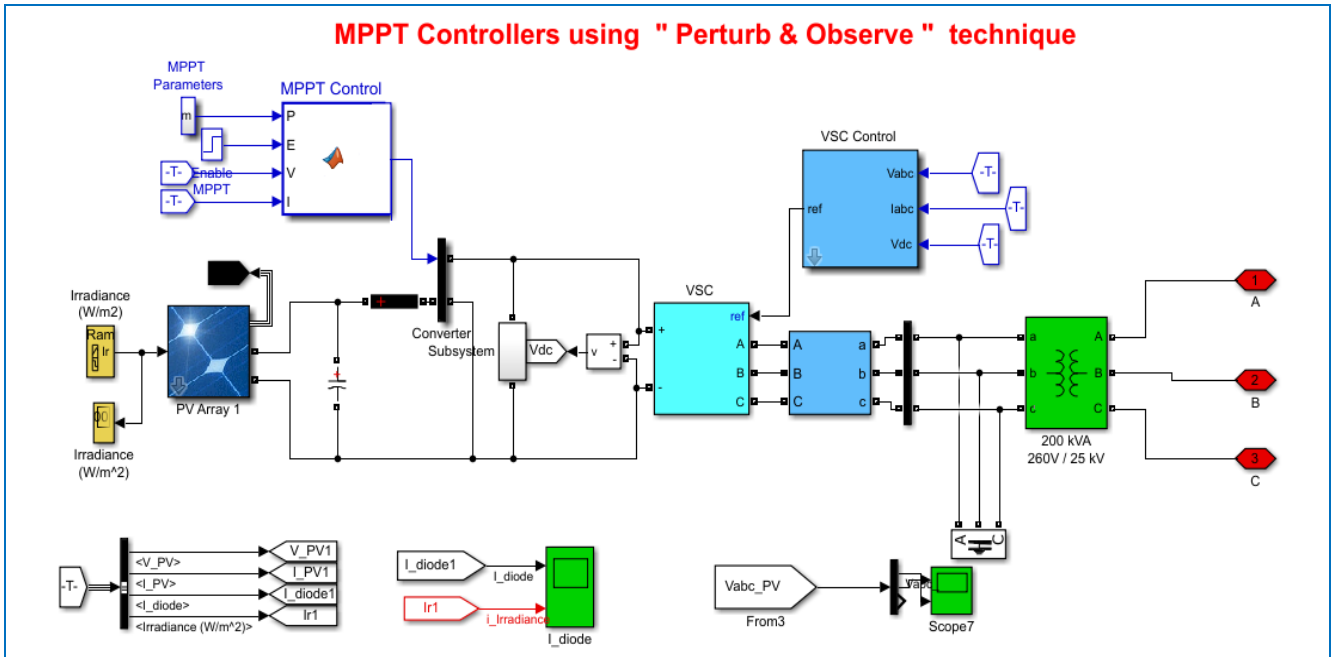 MPPT Controllers using " Perturb & Observe " technique
MPPT
Parameters
m
MPPT Control
P
E
V
I
Enable
MPPT
-T-
-T-
VSC Control
Vabc
Iabc
Vdc
ref
-T-
-T-
-T-
Irradiance
(W/m2)
Ram
Ir
PV Array 1
Irradiance
(W/m^2)
Converter
Subsystem
Vdc
v
+
-
VSC
ref
+
-
A
B
C
A
B
C
a
b
c
a
b
c
A
B
C
200 kVA
260V / 25 kV
1
A
2
B
3
C
A
C
-T-
<V_PV>
<I_PV>
<I_diode>
<Irradiance (W/m^2)>
V_PV1
I_PV1
I_diode1
Ir1
I_diode1
I_diode
Ir1
i_Irradiance
I_diode
Vabc_PV
From3
Scope7